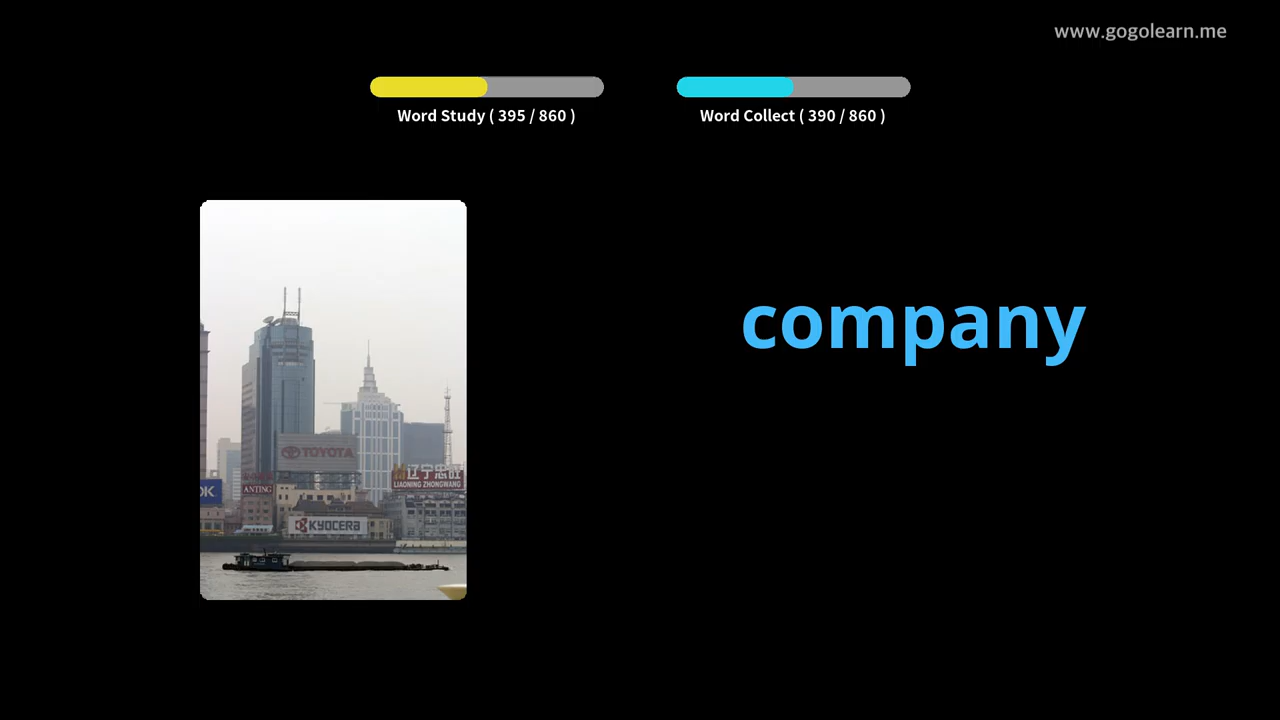 www.gogolearn.me
Word Study ( 395 / 860 )
Word Collect ( 390 / 860 )
company
TOYOTA
辽宁忠旺
LIAONING ZHONGWANG
OK
ANTING
KYOCERA